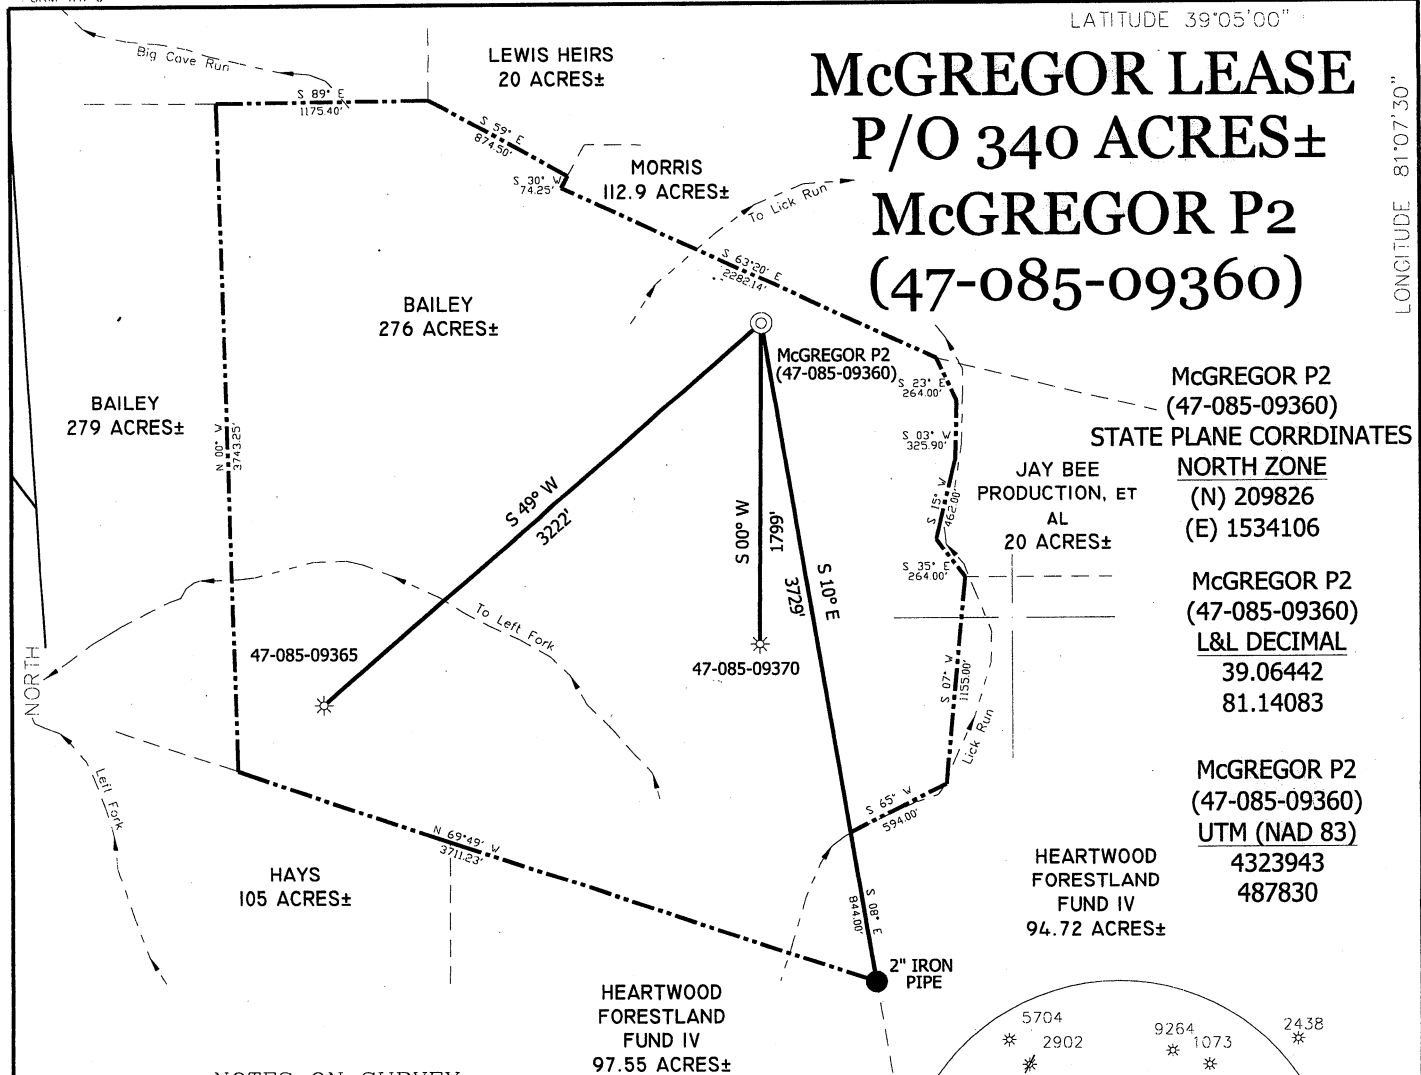 LATITUDE 39°05'00"
LONGITUDE 81°07'30"
McGREGOR LEASE
P/O 340 ACRES±
McGREGOR P2
(47-085-09360)
Big Cave Run
LEWIS HEIRS
20 ACRES±
S 89° E
1175.40'
S 59° E
874.50'
S 30° W
74.25'
MORRIS
112.9 ACRES±
To Lick Run
S 63°20' E
2282.14'
BAILEY
276 ACRES±
BAILEY
279 ACRES±
N 00° W
3743.25'
McGREGOR P2
(47-085-09360)
S 23° E
264.00'
S 03° W
325.90'
S 15° W
462.00'
S 35° E
264.00'
S 07° W
1155.00'
Lick Run
S 65° W
594.00'
S 08° E
844.00'
N 69°49' W
3711.23'
S 49° W
3222'
S 00° W
1799'
S 10° E
3729'
To Left Fork
47-085-09365
47-085-09370
NORTH
Left Fork
JAY BEE
PRODUCTION, ET
AL
20 ACRES±
McGREGOR P2
(47-085-09360)
STATE PLANE CORRDINATES
NORTH ZONE
(N) 209826
(E) 1534106
McGREGOR P2
(47-085-09360)
L&L DECIMAL
39.06442
81.14083
McGREGOR P2
(47-085-09360)
UTM (NAD 83)
4323943
487830
HAYS
105 ACRES±
HEARTWOOD
FORESTLAND
FUND IV
94.72 ACRES±
2" IRON
PIPE
HEARTWOOD
FORESTLAND
FUND IV
97.55 ACRES±
5704
2902
9264
1073
2438
NOTES ON SURVEY